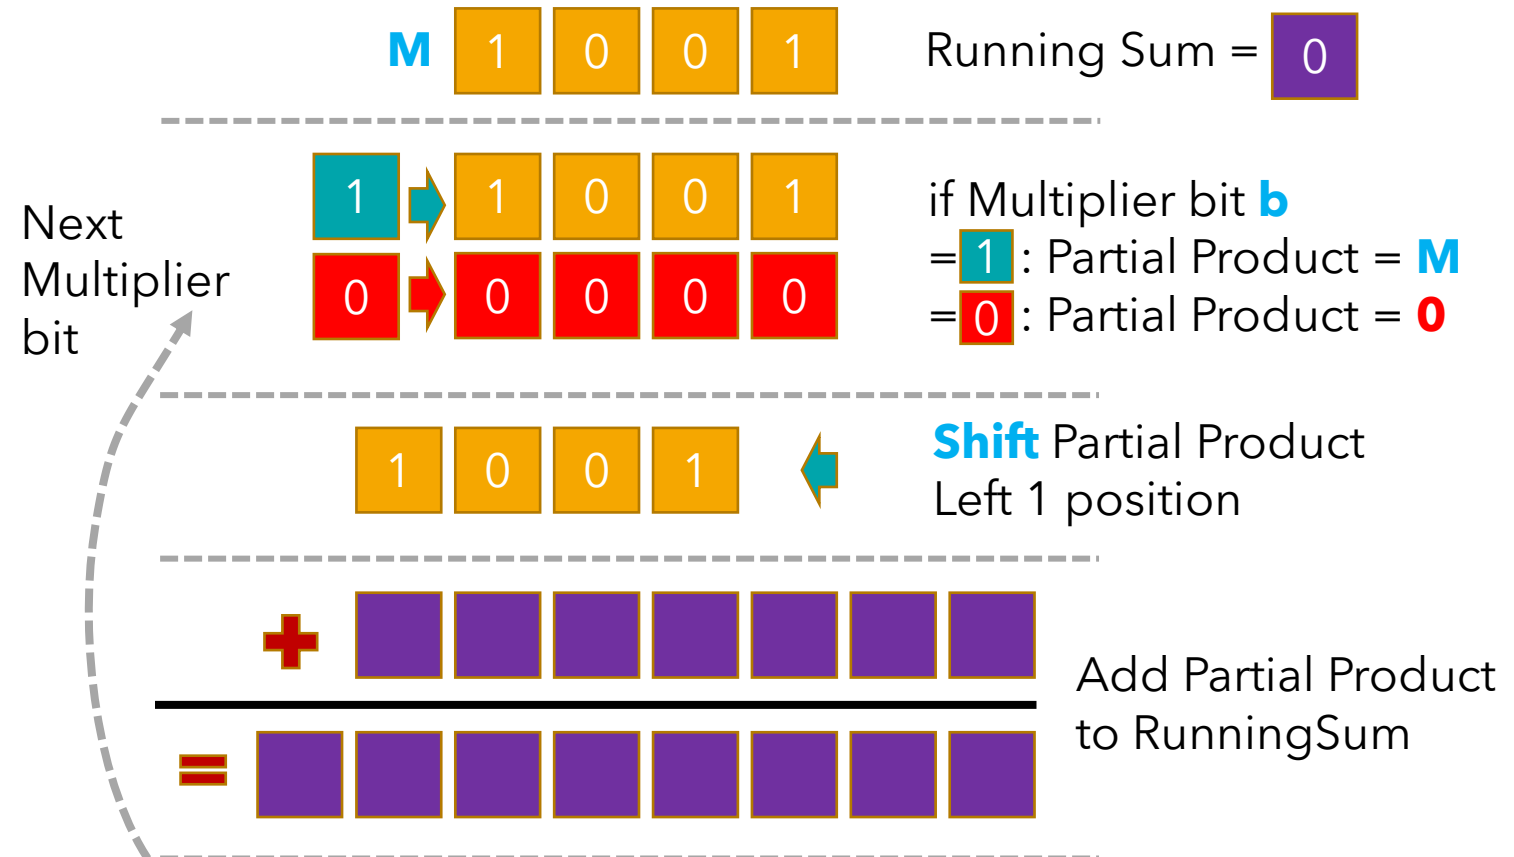 M 1 0 0 1 Running Sum = 0
1 1 0 0 1
0 0 0 0 0
Next
Multiplier
bit
if Multiplier bit b
= 1 : Partial Product = M
= 0 : Partial Product = 0
1 0 0 1
Shift Partial Product
Left 1 position
+
=
Add Partial Product
to RunningSum